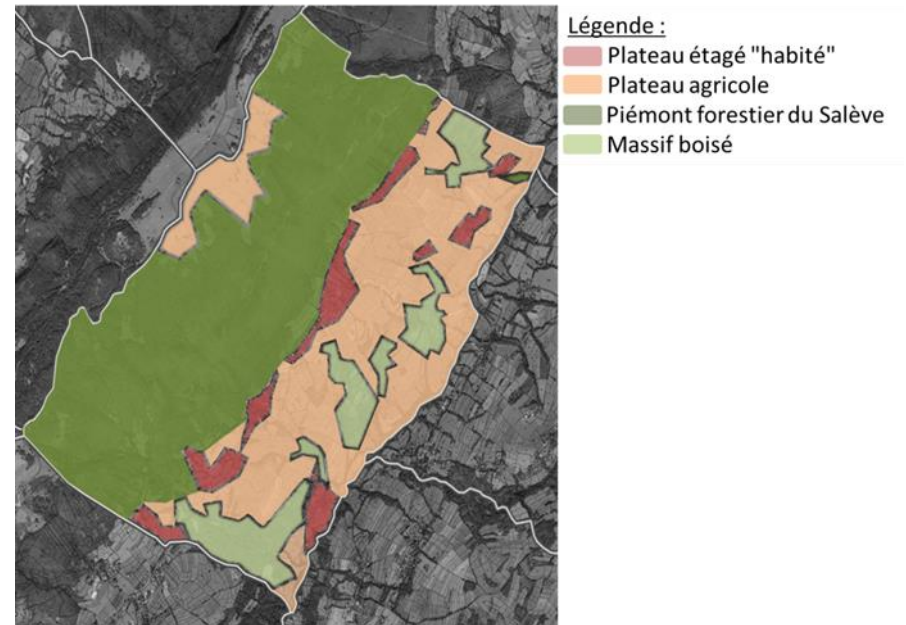 Légende :
Plateau étagé "habité"
Plateau agricole
Piémont forestier du Salève
Massif boisé